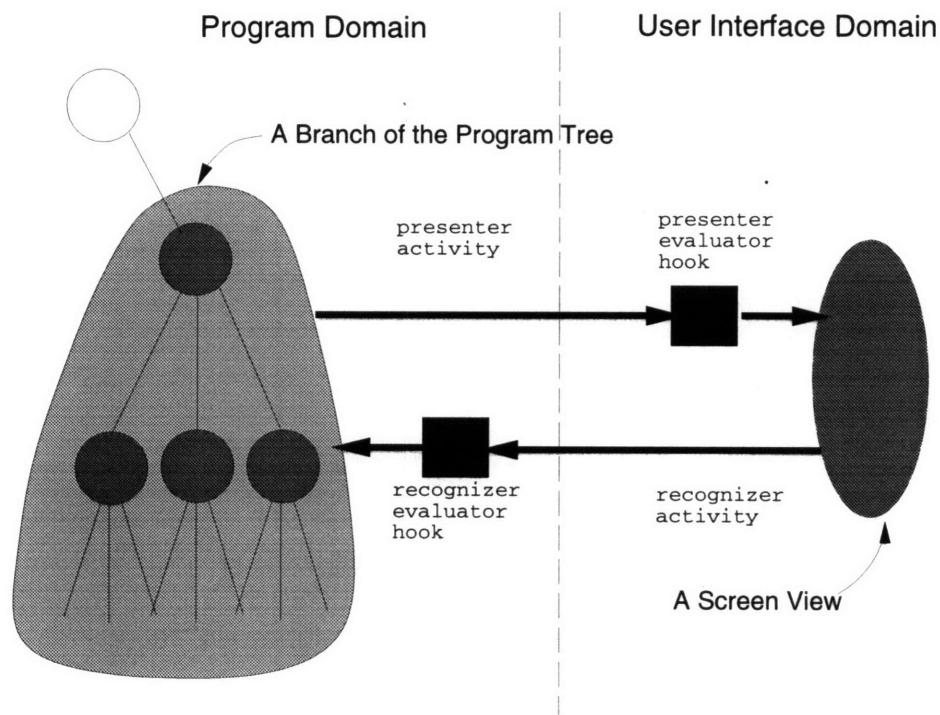 Program Domain
User Interface Domain
A Branch of the Program Tree
presenter
activity
presenter
evaluator
hook
recognizer
evaluator
hook
recognizer
activity
A Screen View